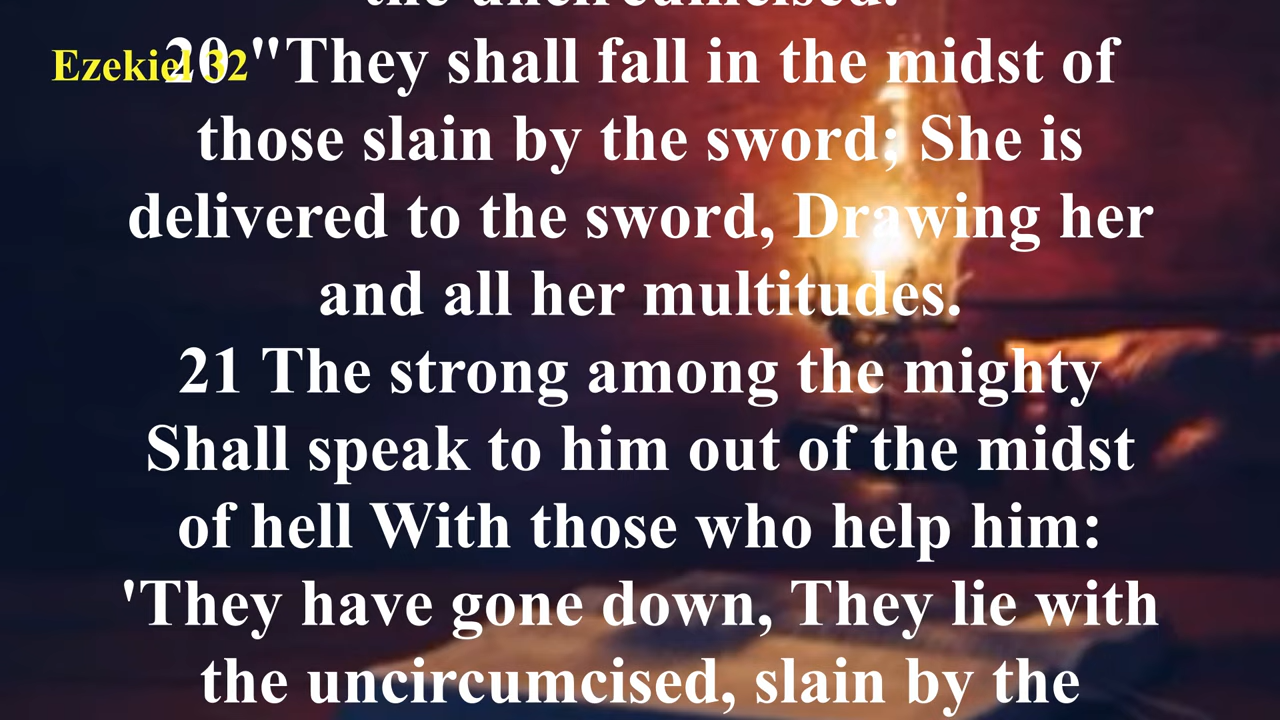 the uncircumcised.'
Ezekiel 32
20 "They shall fall in the midst of
those slain by the sword; She is
delivered to the sword, Drawing her
and all her multitudes.
21 The strong among the mighty
Shall speak to him out of the midst
of hell With those who help him:
'They have gone down, They lie with
the uncircumcised, slain by the